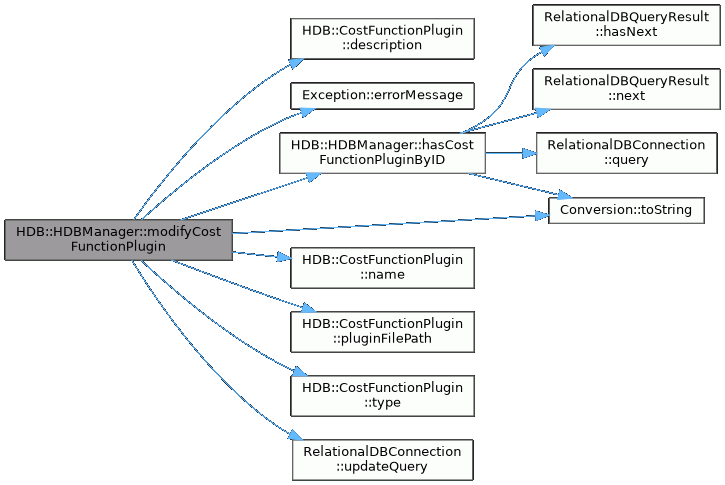 HDB::HDBManager::modifyCost
FunctionPlugin
HDB::CostFunctionPlugin
::description
Exception::errorMessage
HDB::HDBManager::hasCost
FunctionPluginByID
RelationalDBQueryResult
::hasNext
RelationalDBQueryResult
::next
RelationalDBConnection
::query
Conversion::toString
HDB::CostFunctionPlugin
::name
HDB::CostFunctionPlugin
::pluginFilePath
HDB::CostFunctionPlugin
::type
RelationalDBConnection
::updateQuery